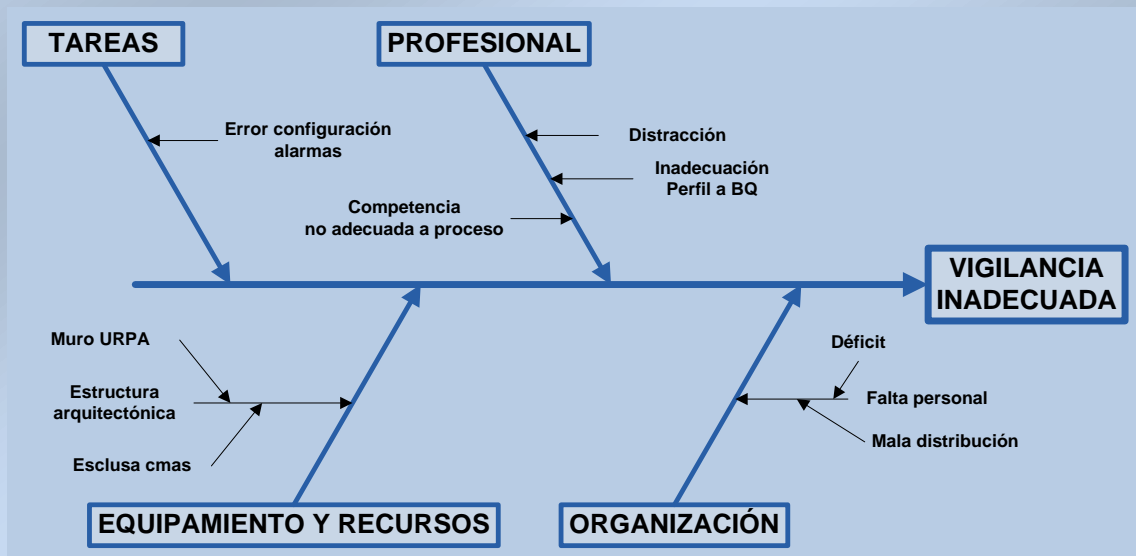 TAREAS
PROFESIONAL
Error configuración
alarmas
Distracción
Inadecuación
Perfil a BQ
Competencia
no adecuada a proceso
VIGILANCIA
INADECUADA
Muro URPA
Estructura
arquitectónica
Esclusa cmas
Déficit
Falta personal
Mala distribución
EQUIPAMIENTO Y RECURSOS
ORGANIZACIÓN